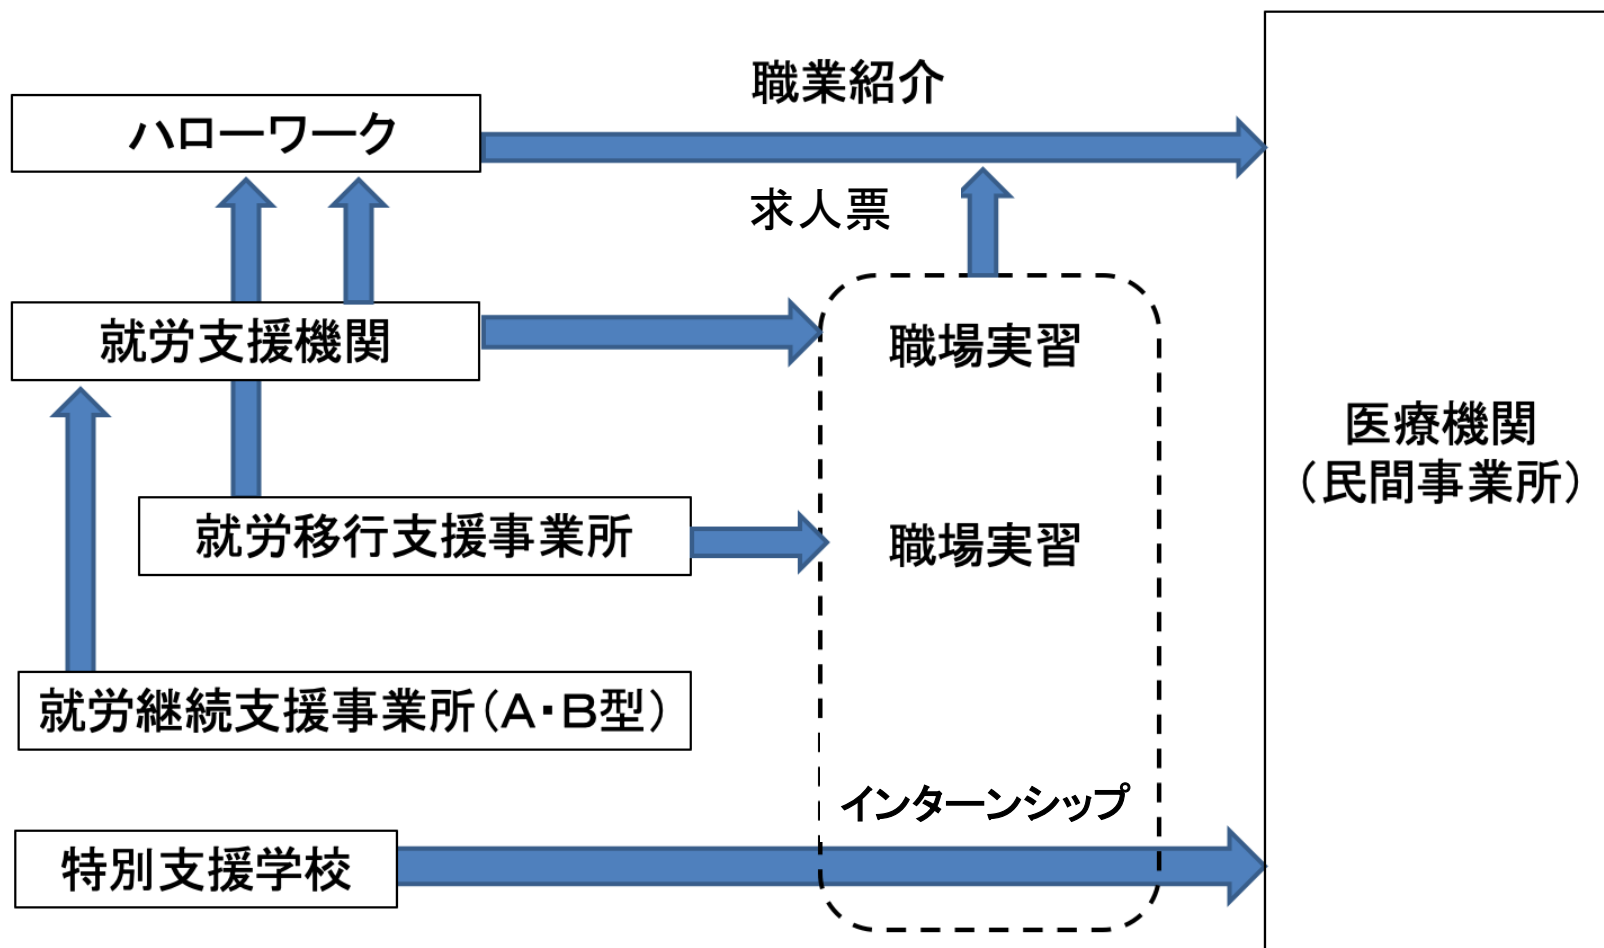 職業紹介
ハローワーク
求人票
就労支援機関
職場実習
医療機関
（民間事業所）
就労移行支援事業所
職場実習
就労継続支援事業所（Ａ・Ｂ型）
インターンシップ
特別支援学校